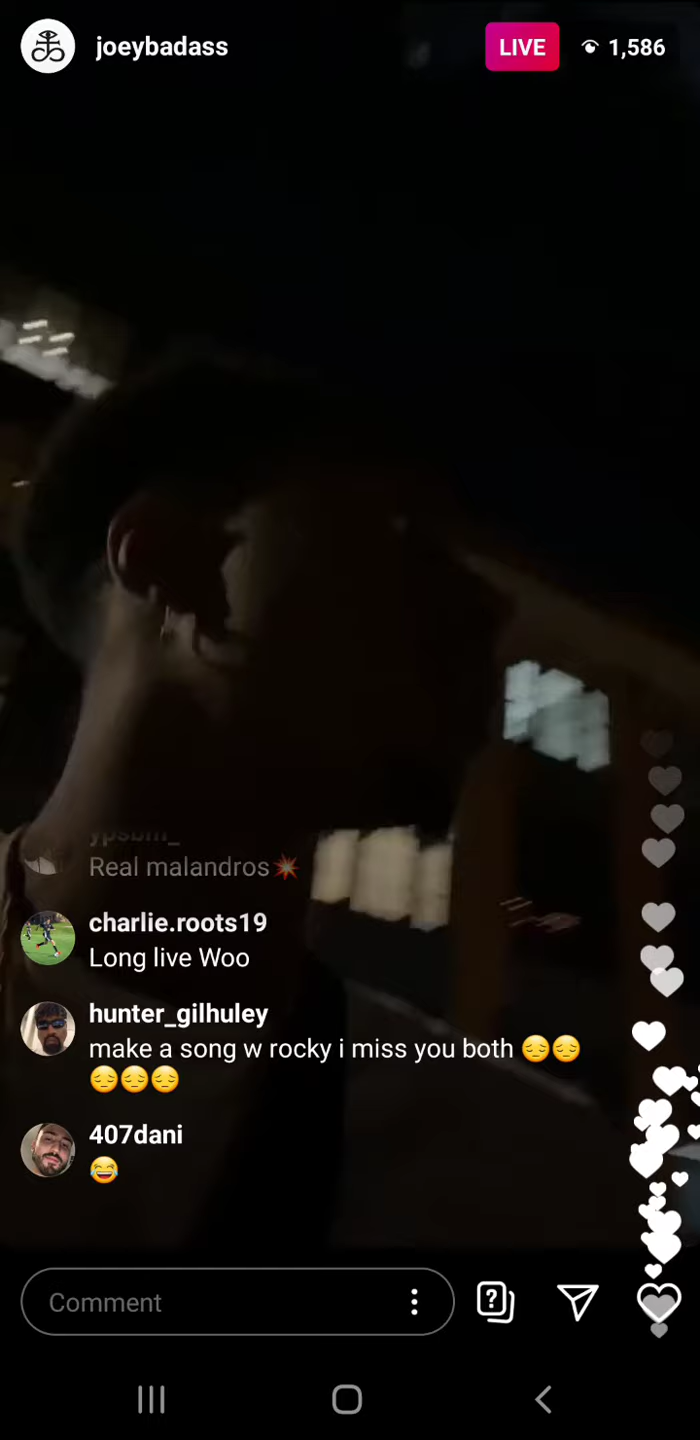 joeybadass
LIVE
1,586
Real malandros💥
charlie.roots19
Long live Woo
hunter_gilhuley
make a song w rocky i miss you both 😔😔
😔😔😔
407dani
😂
Comment